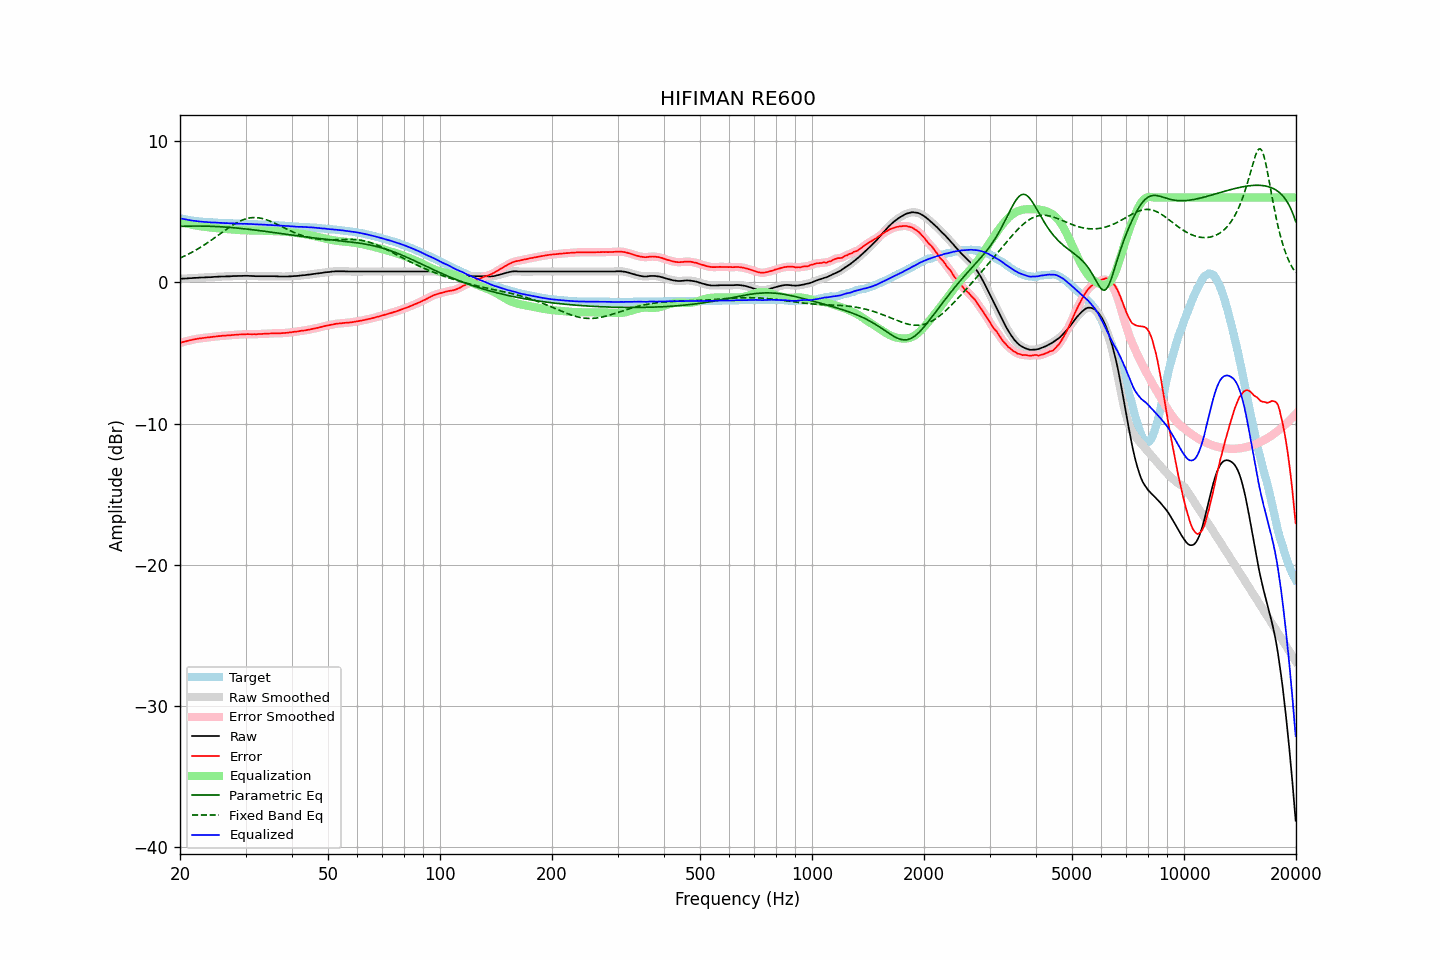 HIFIMAN RE600
10
0
−10
−20
−30
−40
Amplitude (dBr)
Target
Raw Smoothed
Error Smoothed
Raw
Error
Equalization
Parametric Eq
Fixed Band Eq
Equalized
20 50 100 200 500 1000 2000 5000 10000 20000
Frequency (Hz)